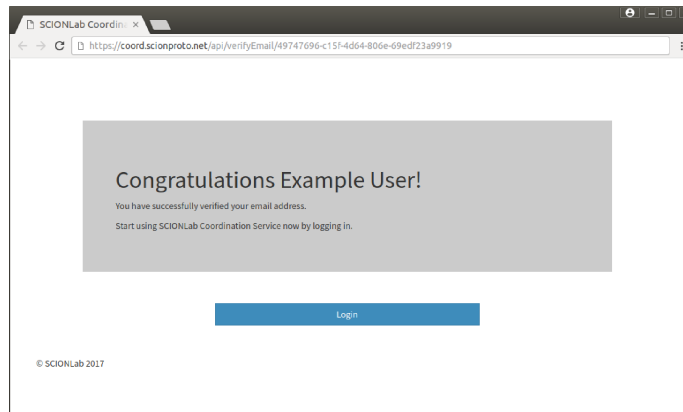 SCIONLab Coordin
https://coord.scionproto.net/api/verifyEmail/49747696-c15f-4d64-806e-69edf23a9919
Congratulations Example User!
You have successfully verified your email address.
Start using SCIONLab Coordination Service now by logging in.
Login
© SCIONLab 2017